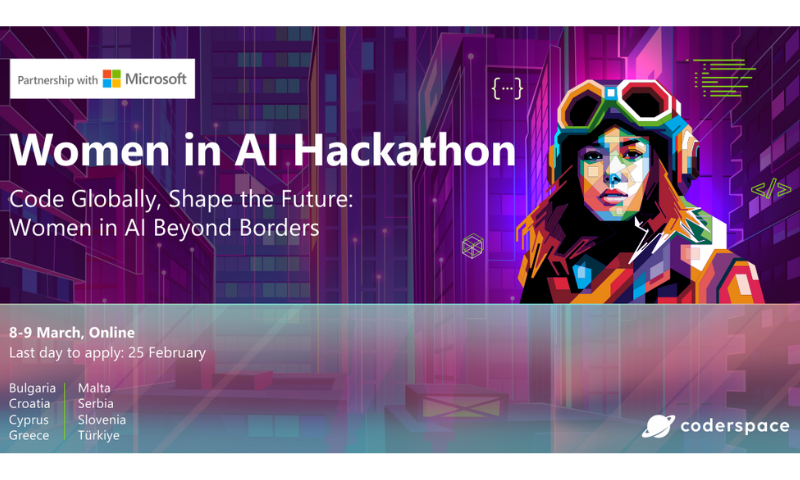 Partnership with Microsoft
{...}
Women in AI Hackathon
Code Globally, Shape the Future:
Women in AI Beyond Borders
</>
8-9 March, Online
Last day to apply: 25 February
Bulgaria
Croatia
Cyprus
Greece
Malta
Serbia
Slovenia
Türkiye
coderspace